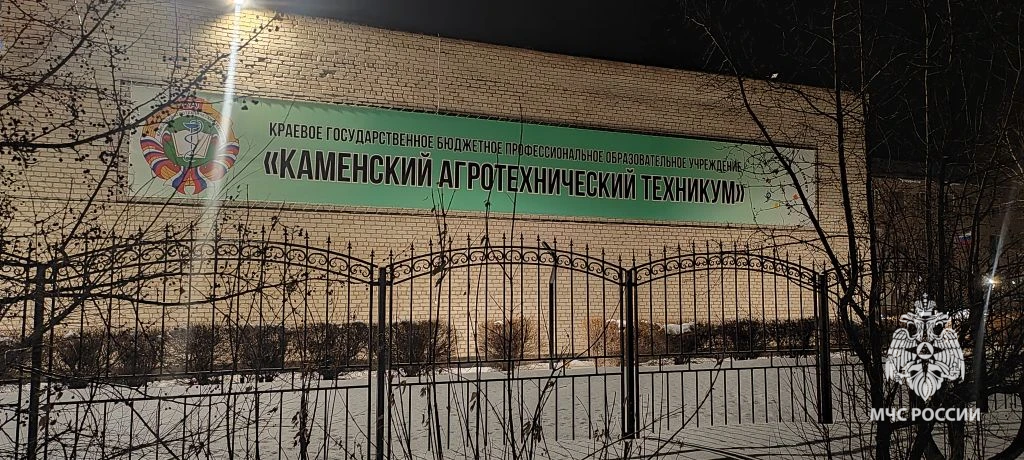 КРАЕВОЕ ГОСУДАРСТВЕННОЕ БЮДЖЕТНОЕ ПРОФЕССИОНАЛЬНОЕ ОБРАЗОВАТЕЛЬНОЕ УЧРЕЖДЕНИЕ
«КАМЕНСКИЙ АГРОТЕХНИЧЕСКИЙ ТЕХНИКУМ»
МЧС РОССИИ